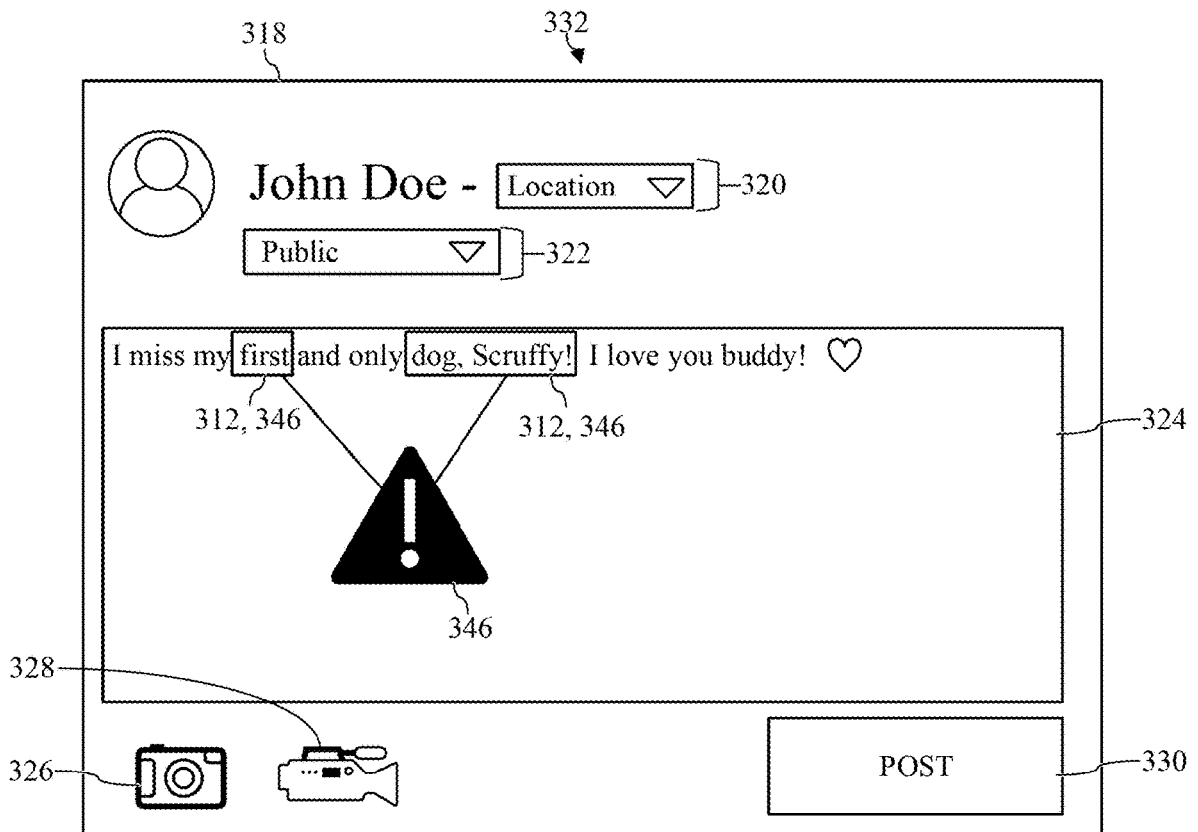 318
332
John Doe - Location
320
Public
322
I miss my first and only dog, Scruffy! I love you buddy! ♡
312, 346
312, 346
324
346
328
326
POST
330